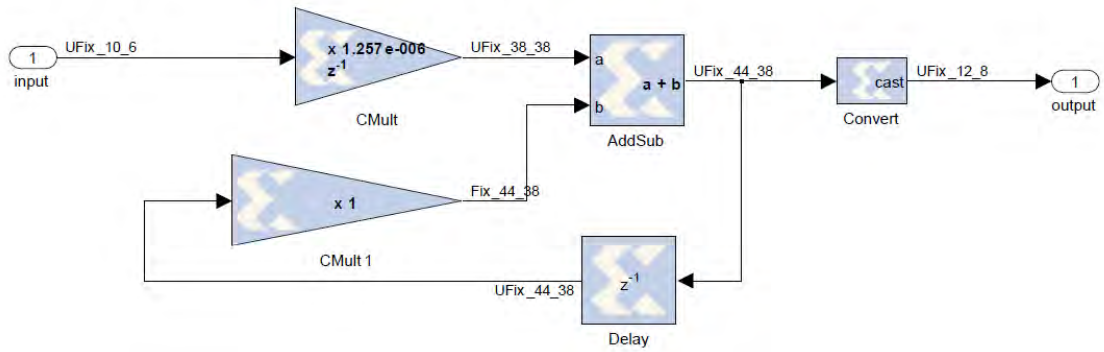 1
input
UFix_10_6
x 1.257e-006
z-1
CMult
UFix_38_38
a
b
a + b
AddSub
UFix_44_38
cast
Convert
UFix_12_8
1
output
x 1
CMult 1
Fix_44_38
UFix_44_38
z-1
Delay